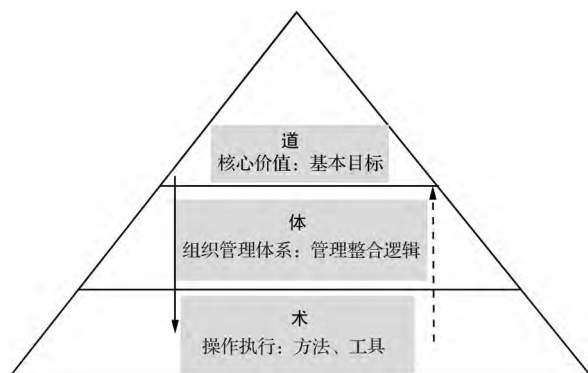 道
核心价值：基本目标
体
组织管理体系：管理整合逻辑
术
操作执行：方法、工具